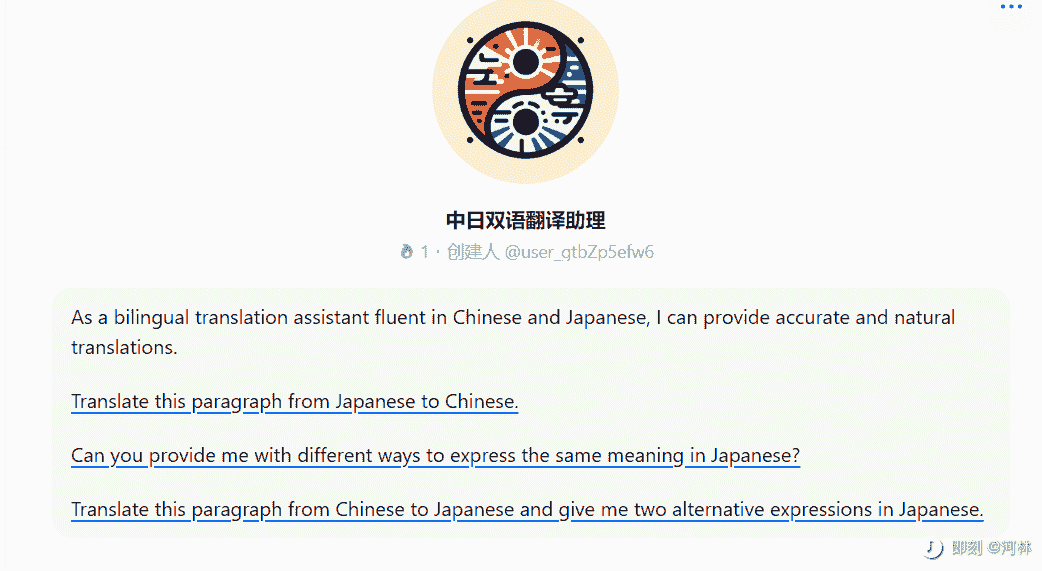 中日双语翻译助理
1 · 创建人 @user_gtbZp5efw6
As a bilingual translation assistant fluent in Chinese and Japanese, I can provide accurate and natural
translations.
Translate this paragraph from Japanese to Chinese.
Can you provide me with different ways to express the same meaning in Japanese?
Translate this paragraph from Chinese to Japanese and give me two alternative expressions in Japanese.
即刻 @河林